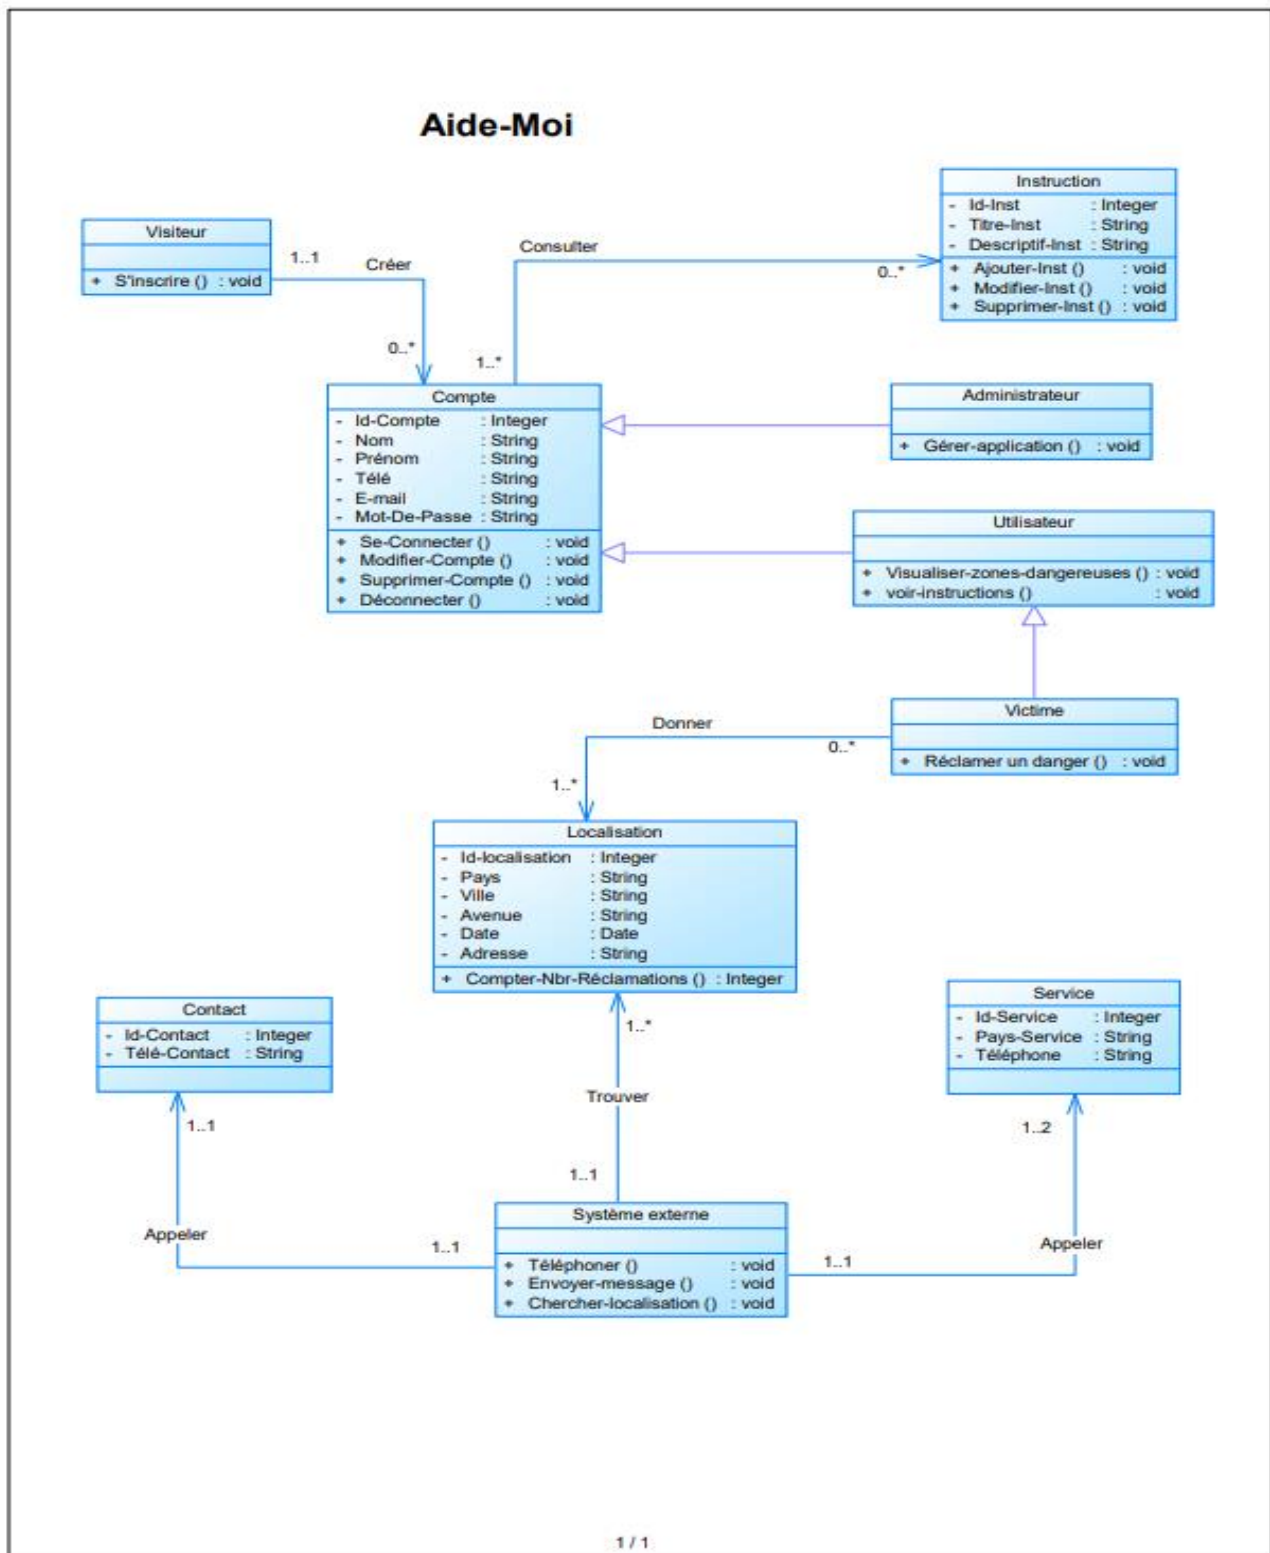 Aide-Moi
Visiteur
+ S'inscrire () : void
1..1
Créer
0..*
Consulter
1..*
0..*
Instruction
- Id-Inst : Integer
- Titre-Inst : String
- Descriptif-Inst : String
+ Ajouter-Inst () : void
+ Modifier-Inst () : void
+ Supprimer-Inst () : void
Compte
- Id-Compte : Integer
- Nom : String
- Prénom : String
- Télé : String
- E-mail : String
- Mot-De-Passe : String
+ Se-Connecter () : void
+ Modifier-Compte () : void
+ Supprimer-Compte () : void
+ Déconnecter () : void
Administrateur
+ Gérer-application () : void
Utilisateur
+ Visualiser-zones-dangereuses () : void
+ voir-instructions () : void
Victime
+ Réclamer un danger () : void
Donner
0..*
1..*
Localisation
- Id-localisation : Integer
- Pays : String
- Ville : String
- Avenue : String
- Date : Date
- Adresse : String
+ Compter-Nbr-Réclamations () : Integer
Contact
- Id-Contact : Integer
- Télé-Contact : String
Service
- Id-Service : Integer
- Pays-Service : String
- Téléphone : String
1..*
Trouver
1..1
1..1
Appeler
1..1
1..2
Appeler
1..1
Système externe
+ Téléphoner () : void
+ Envoyer-message () : void
+ Chercher-localisation () : void
1 / 1